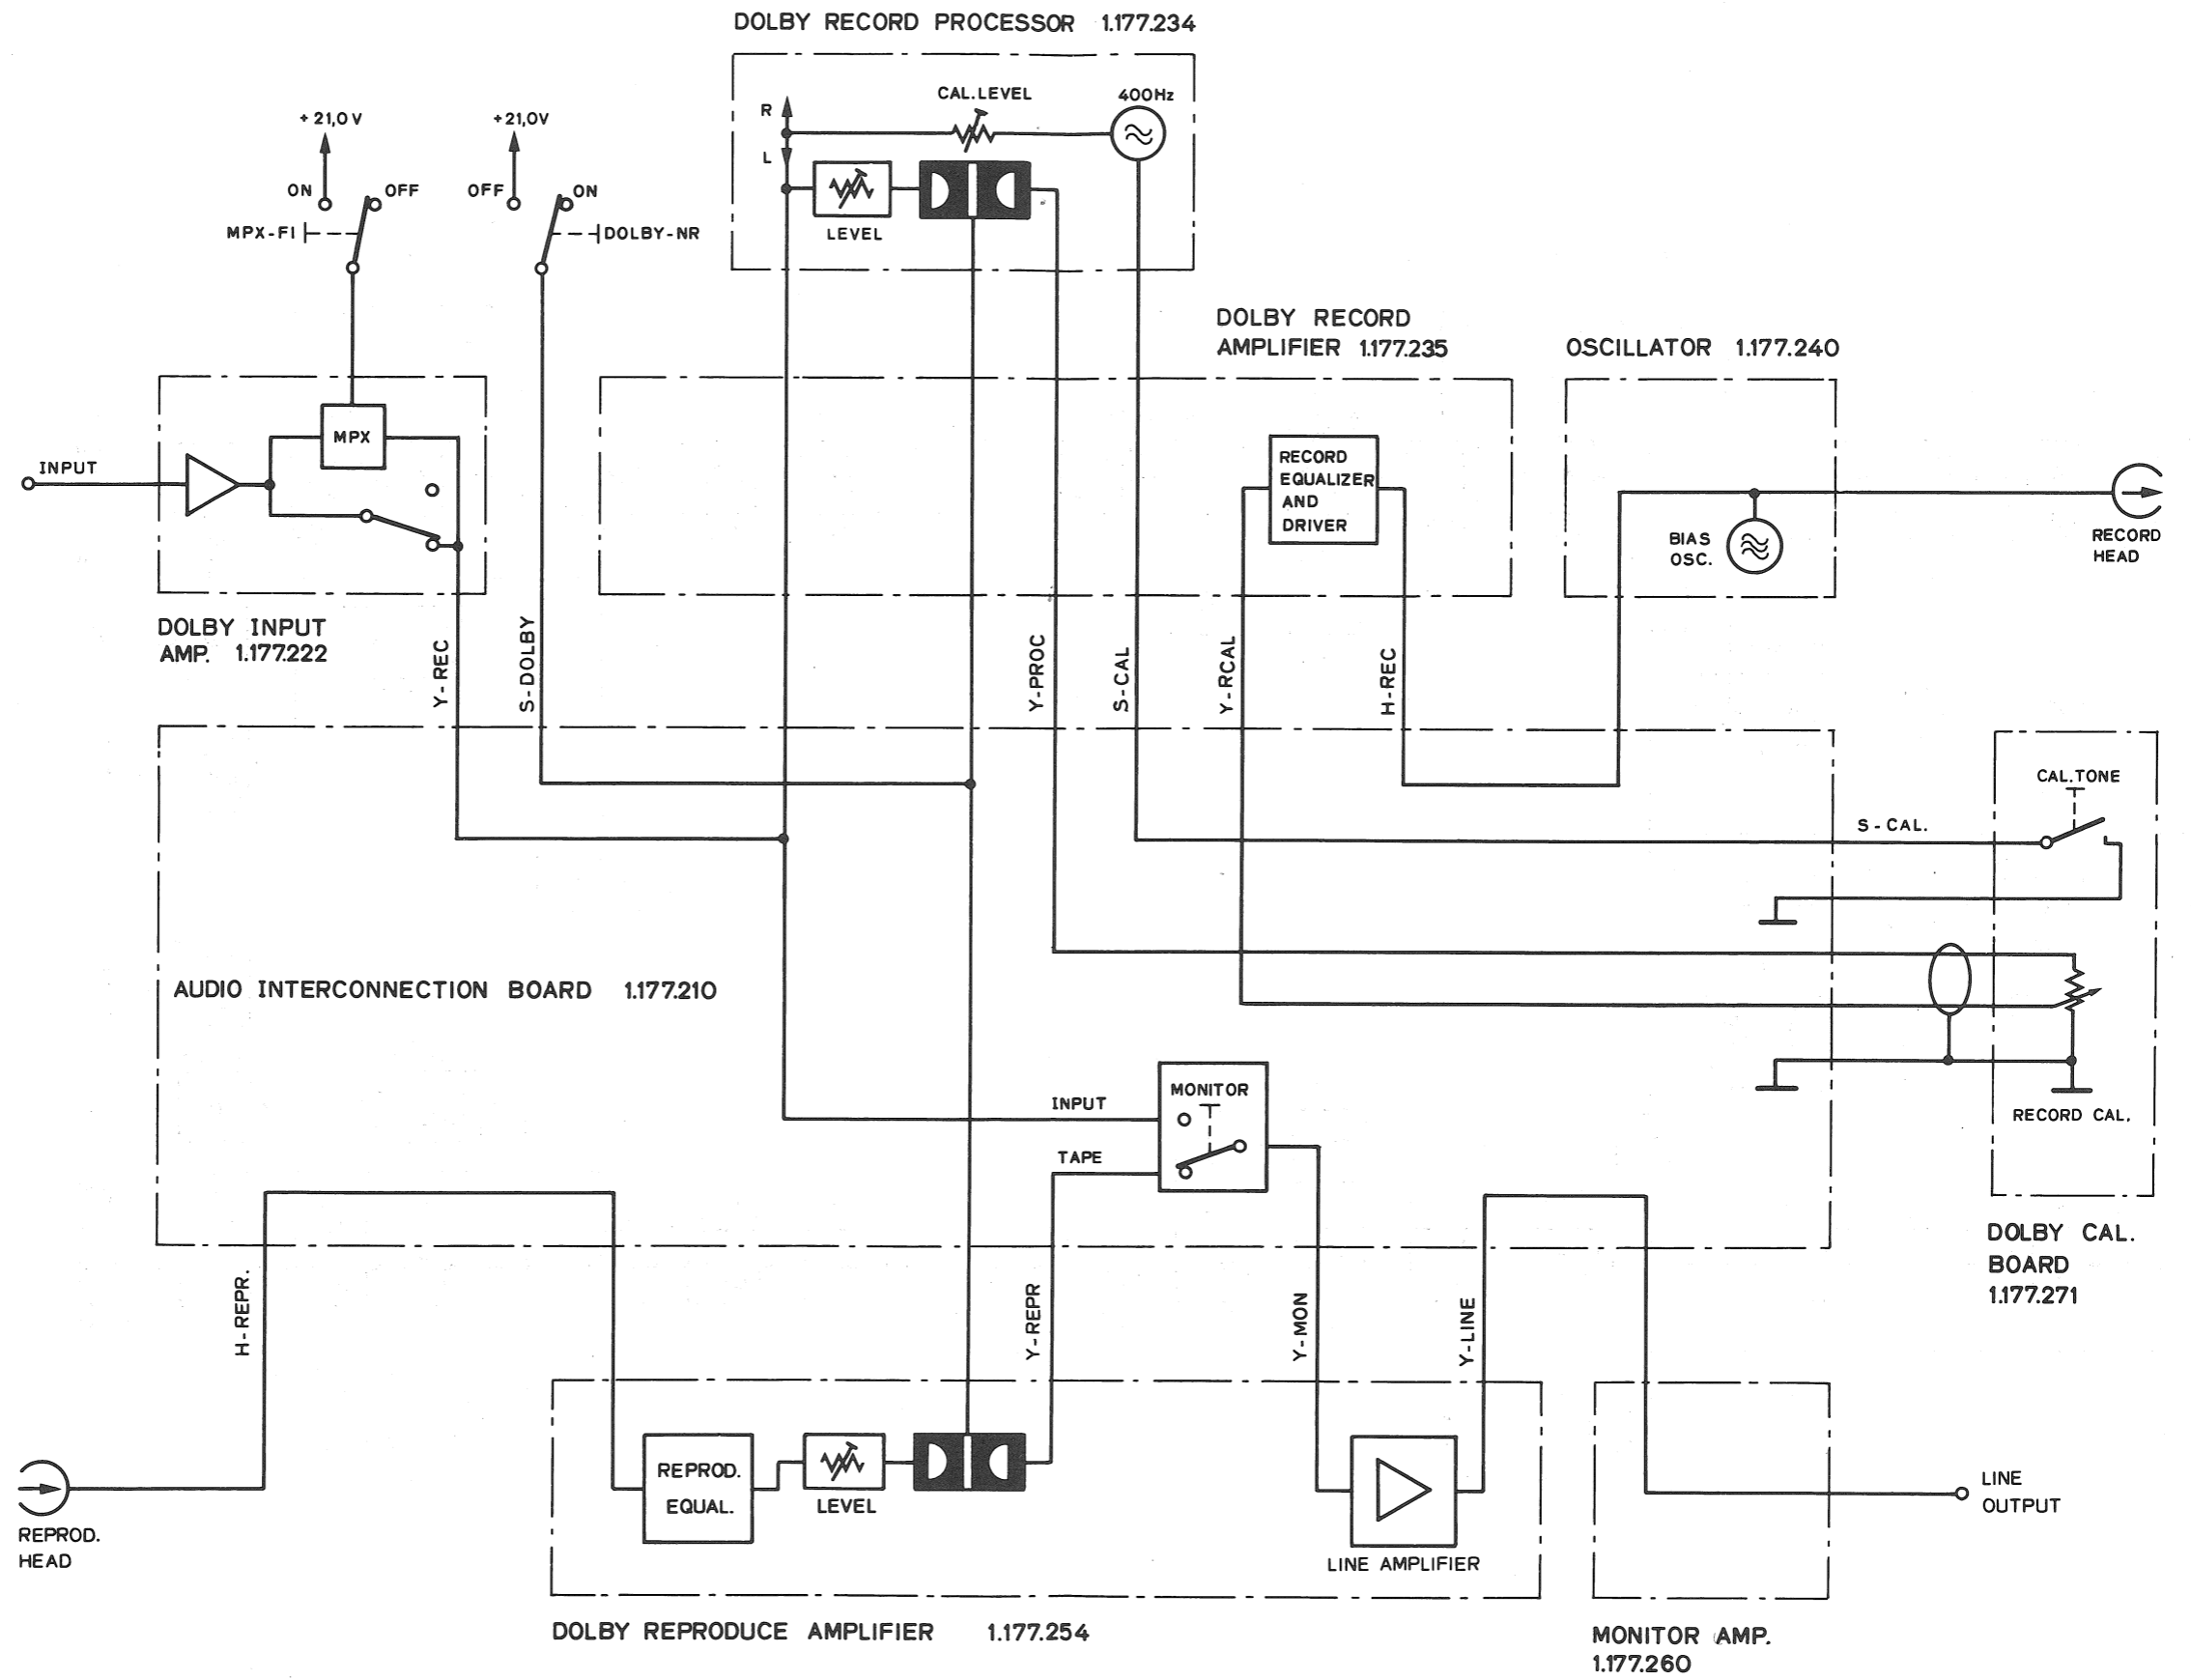 DOLBY RECORD PROCESSOR 1.177.234
CAL.LEVEL
400Hz
R
L
LEVEL
+21,0V
+21,0V
ON
OFF
OFF
ON
MPX-FI
DOLBY-NR
DOLBY RECORD
AMPLIFIER 1.177.235
OSCILLATOR 1.177.240
MPX
INPUT
RECORD
EQUALIZER
AND
DRIVER
BIAS
OSC.
RECORD
HEAD
DOLBY INPUT
AMP. 1.177.222
Y-REC
S-DOLBY
Y-PROC
S-CAL
Y-RCAL
H-REC
CAL.TONE
S-CAL.
AUDIO INTERCONNECTION BOARD 1.177.210
MONITOR
INPUT
TAPE
RECORD CAL.
DOLBY CAL.
BOARD
1.177.271
H-REPR.
Y-REPR
Y-MON
Y-LINE
REPROD.
EQUAL.
LEVEL
LINE AMPLIFIER
LINE
OUTPUT
REPROD.
HEAD
DOLBY REPRODUCE AMPLIFIER 1.177.254
MONITOR AMP.
1.177.260